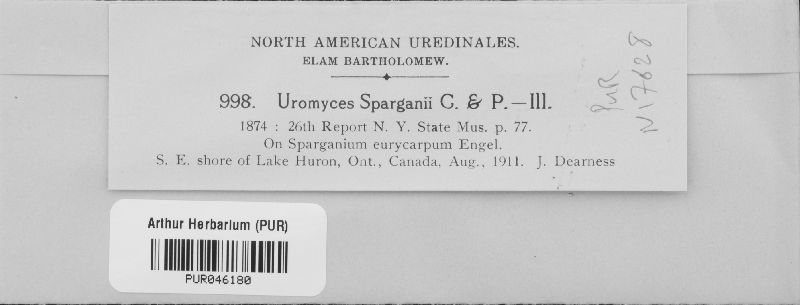 NORTH AMERICAN UREDINALES.
ELAM BARTHOLOMEW.
998. Uromyces Sparganii C. & P.—III.
1874 : 26th Report N. Y. State Mus. p. 77.
On Sparganium eurycarpum Engel.
S. E. shore of Lake Huron, Ont., Canada, Aug., 1911. J. Dearness
PUR
N17628
Arthur Herbarium (PUR)
PUR046180